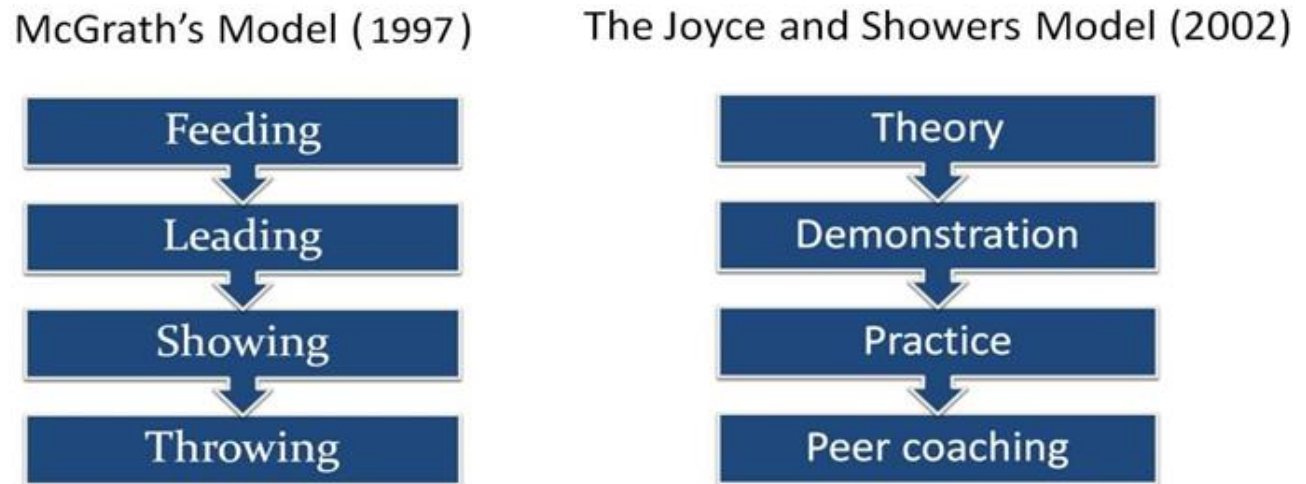 McGrath's Model (1997)
Feeding
Leading
Showing
Throwing
The Joyce and Showers Model (2002)
Theory
Demonstration
Practice
Peer coaching